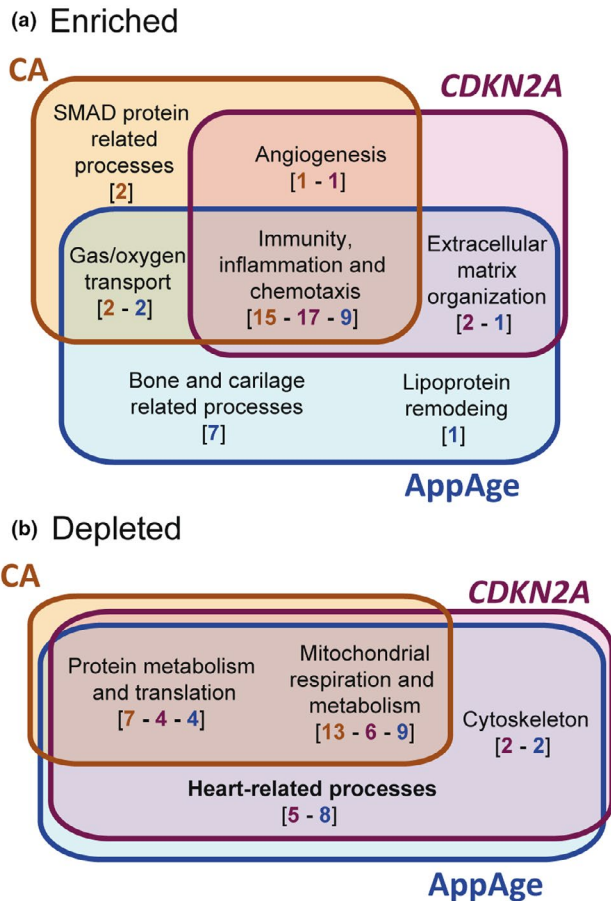 (a) Enriched
CA
CDKN2A
SMAD protein
related
processes
[2]
Angiogenesis
[1 - 1]
Gas/oxygen
transport
[2 - 2]
Immunity,
inflammation and
chemotaxis
[15 - 17 - 9]
Extracellular
matrix
organization
[2 - 1]
Bone and carilage
related processes
[7]
Lipoprotein
remodeing
[1]
AppAge
(b) Depleted
CA
CDKN2A
Protein metabolism
and translation
[7 - 4 - 4]
Mitochondrial
respiration and
metabolism
[13 - 6 - 9]
Cytoskeleton
[2 - 2]
Heart-related processes
[5 - 8]
AppAge